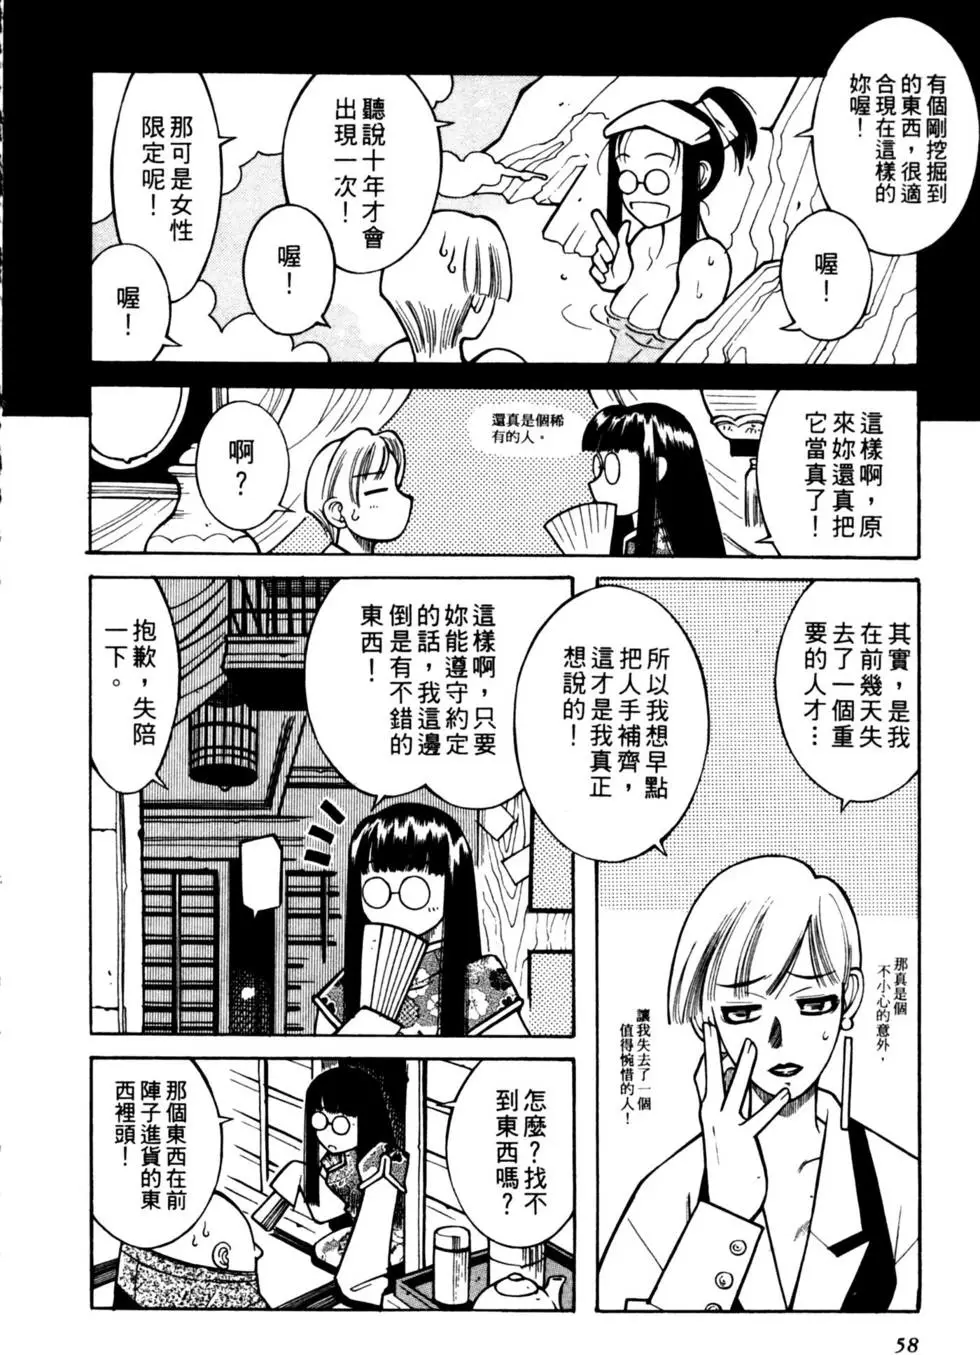 有個剛挖掘到
的東西，很適
合現在這樣的
妳喔！
喔！
聽說十年才會
出現一次！
喔！
那可是女性
限定呢！
喔！
這樣啊，原
來妳還真把
它當真了！
還真是個稀
有的人。
啊？
其實，是我
在前幾天失
去了一個重
要的人才…
所以我想早點
把人手補齊，
這才是我真正
想說的！
那真是個
不小心的意外，
讓我失去了一個
值得惋惜的人！
這樣啊，只要
妳能遵守約定
的話，我這邊
倒是有不錯的
東西！
抱歉，失陪
一下。
怎麼？找不
到東西嗎？
那個東西在前
陣子進貨的東
西裡頭！
58